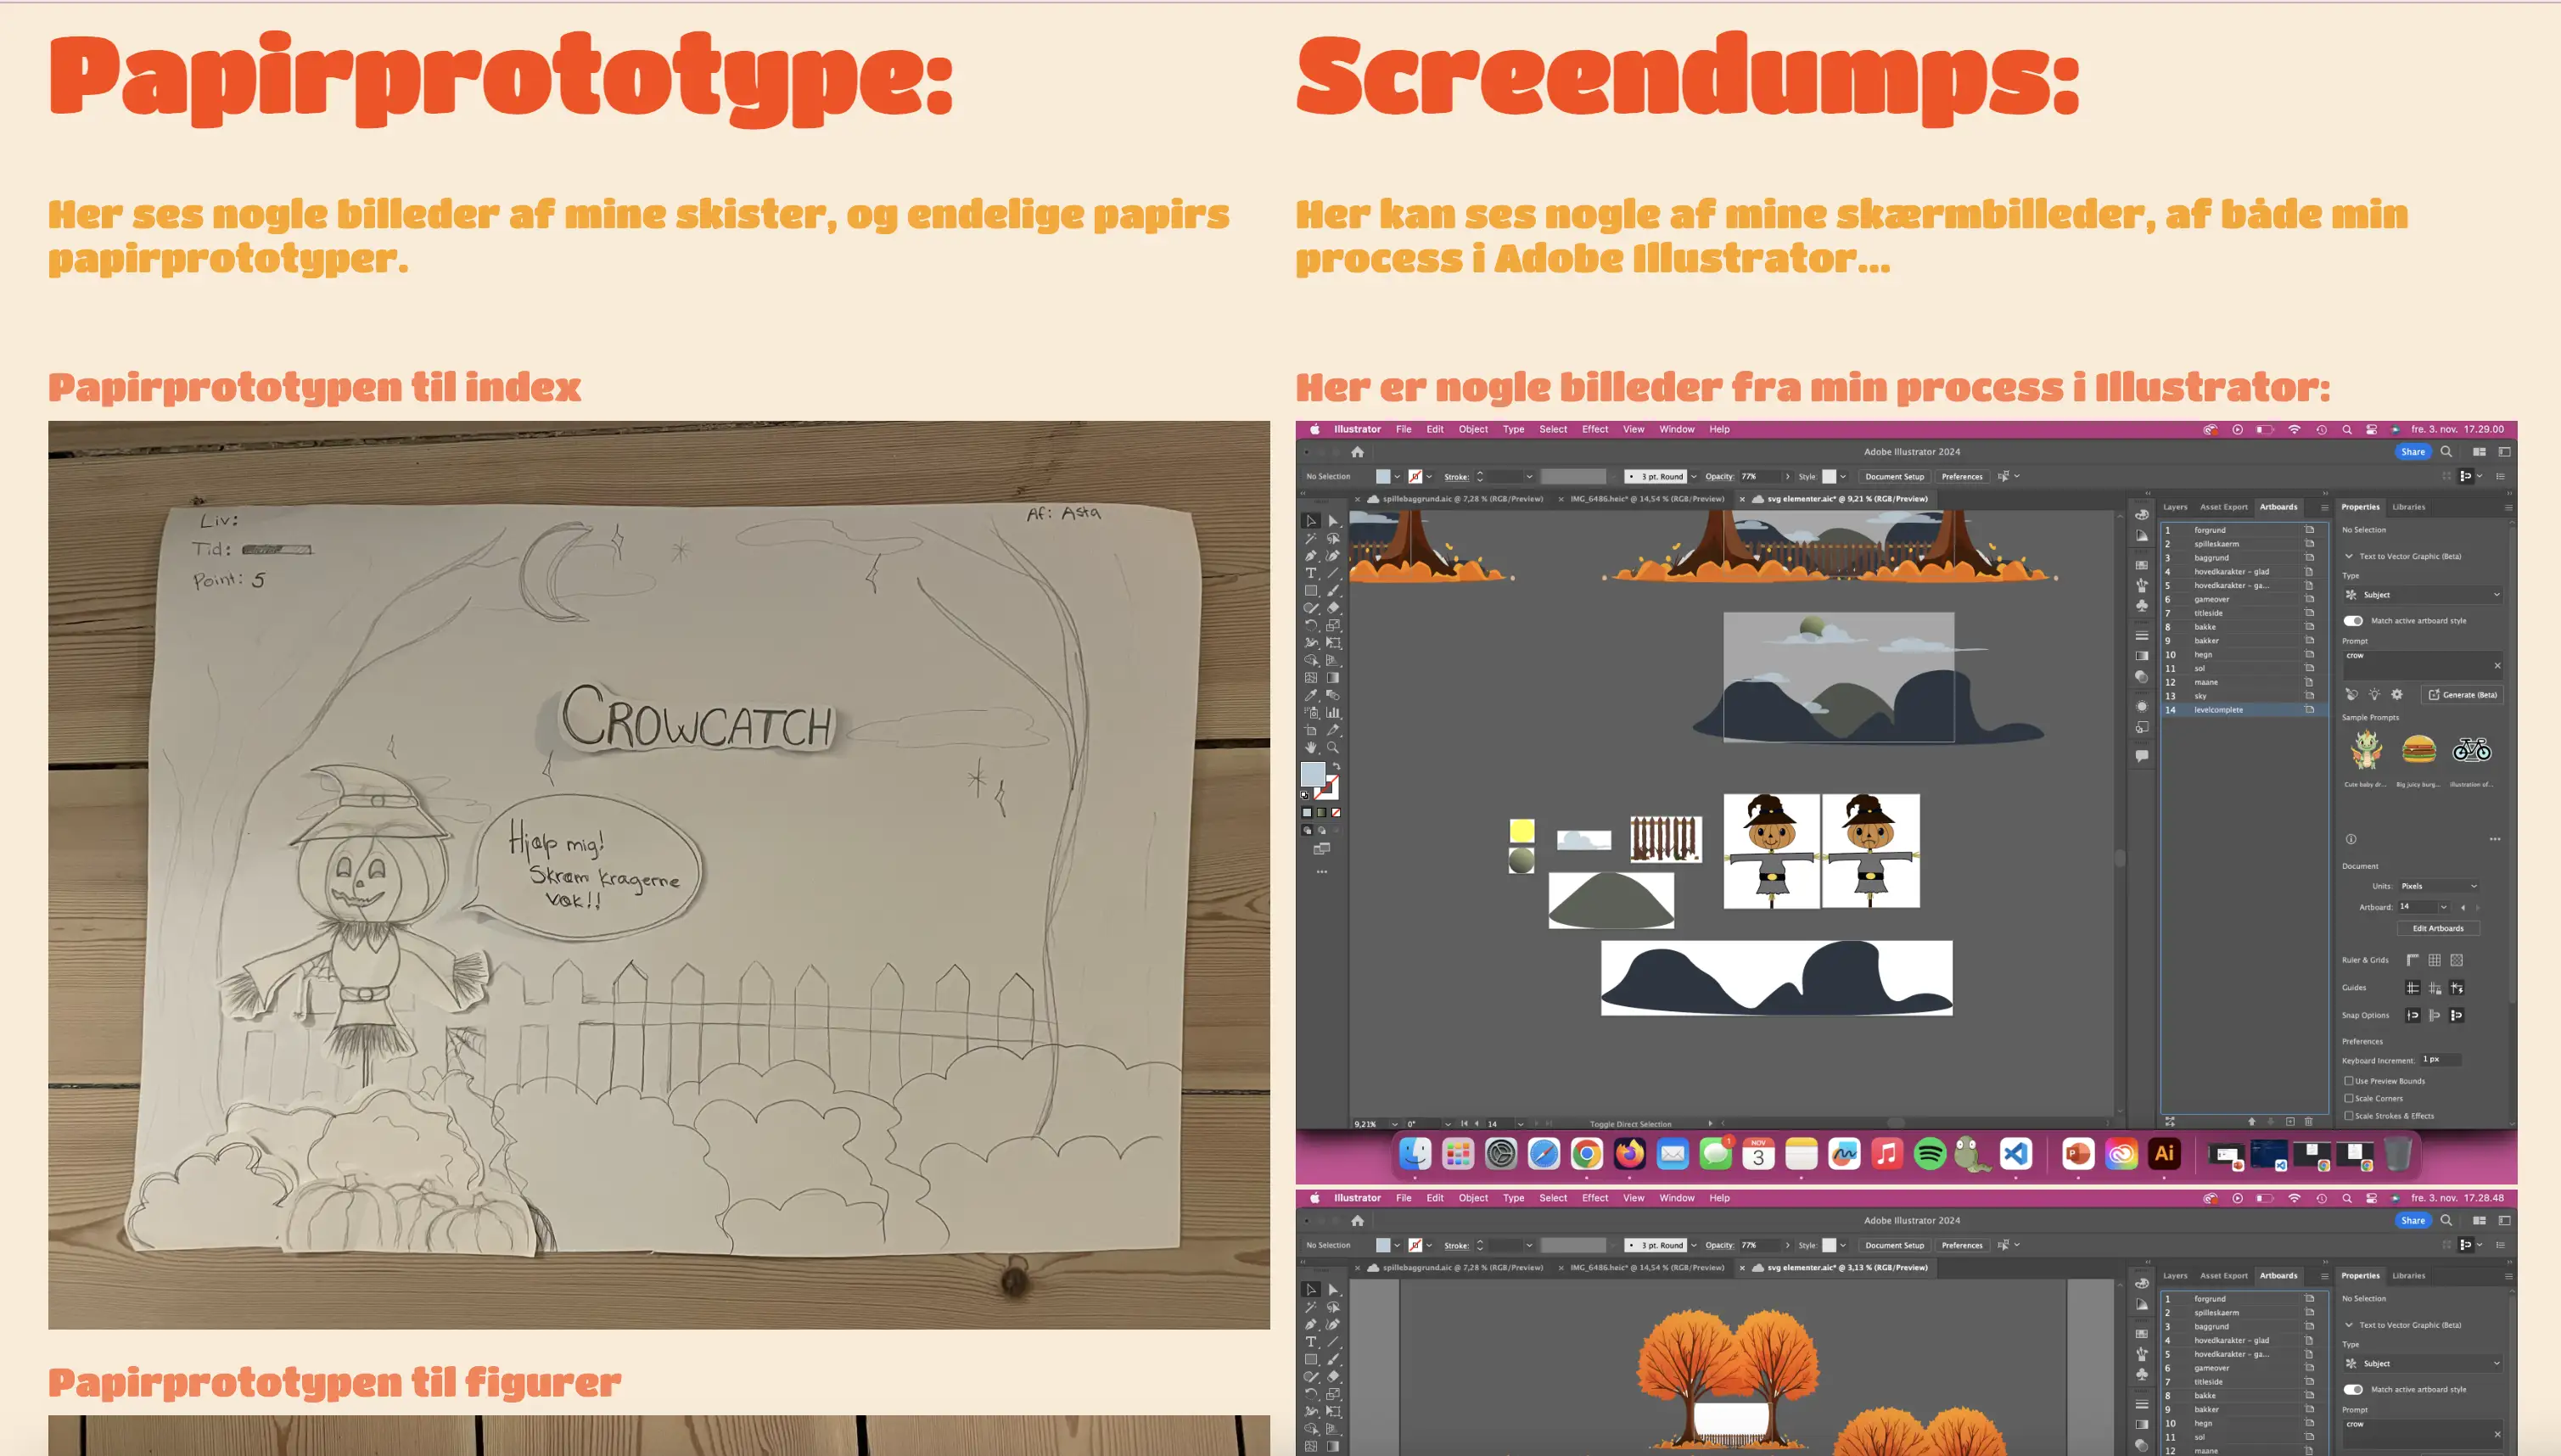 Papirprototype:
Her ses nogle billeder af mine skister, og endelige papirs
papirprototyper.
Papirprototypen til index
Liv:
Tid:
Point: 5
Af: Asta
CROWCATCH
Hjælp mig!
Skræm kragerne
væk!!
Papirprototypen til figurer
Screendumps:
Her kan ses nogle af mine skærmbilleder, af både min
process i Adobe Illustrator...
Her er nogle billeder fra min process i Illustrator:
Illustrator File Edit Object Type Select Effect View Window Help
fre. 3. nov. 17.29.00
Adobe Illustrator 2024
Share
No Selection
Stroke:
3 pt. Round
Opacity: 77%
Style:
Document Setup
Preferences
spillebaggrund.aic @ 7,28 % (RGB/Preview)
IMG_6486.heic* @ 14,54 % (RGB/Preview)
svg elementer.aic* @ 9,21 % (RGB/Preview)
Layers Asset Export Artboards
1 forgrund
2 spilleskaerm
3 baggrund
4 hovedkarakter - glad
5 hovedkarakter - ga...
6 gameover
7 titleside
8 bakke
9 bakker
10 hegn
11 sol
12 maane
13 sky
14 levelcomplete
Properties Libraries
No Selection
Text to Vector Graphic (Beta)
Type
Subject
Match active artboard style
Prompt
crow
Generate (Beta)
Sample Prompts
Cute baby dr... Big juicy burg... Illustration of...
Document
Units: Pixels
Artboard: 14
Edit Artboards
Ruler & Grids
Guides
Snap Options
Preferences
Keyboard Increment: 1 px
Use Preview Bounds
Scale Corners
Scale Strokes & Effects
9,21% 0° 14 Toggle Direct Selection
1
NOV
3
Ai
Illustrator File Edit Object Type Select Effect View Window Help
fre. 3. nov. 17.28.48
Adobe Illustrator 2024
Share
No Selection
Stroke:
3 pt. Round
Opacity: 77%
Style:
Document Setup
Preferences
spillebaggrund.aic @ 7,28 % (RGB/Preview)
IMG_6486.heic* @ 14,54 % (RGB/Preview)
svg elementer.aic* @ 3,13 % (RGB/Preview)
Layers Asset Export Artboards
1 forgrund
2 spilleskaerm
3 baggrund
4 hovedkarakter - glad
5 hovedkarakter - ga...
6 gameover
7 titleside
8 bakke
9 bakker
10 hegn
11 sol
12 maane
Properties Libraries
No Selection
Text to Vector Graphic (Beta)
Type
Subject
Match active artboard style
Prompt
crow